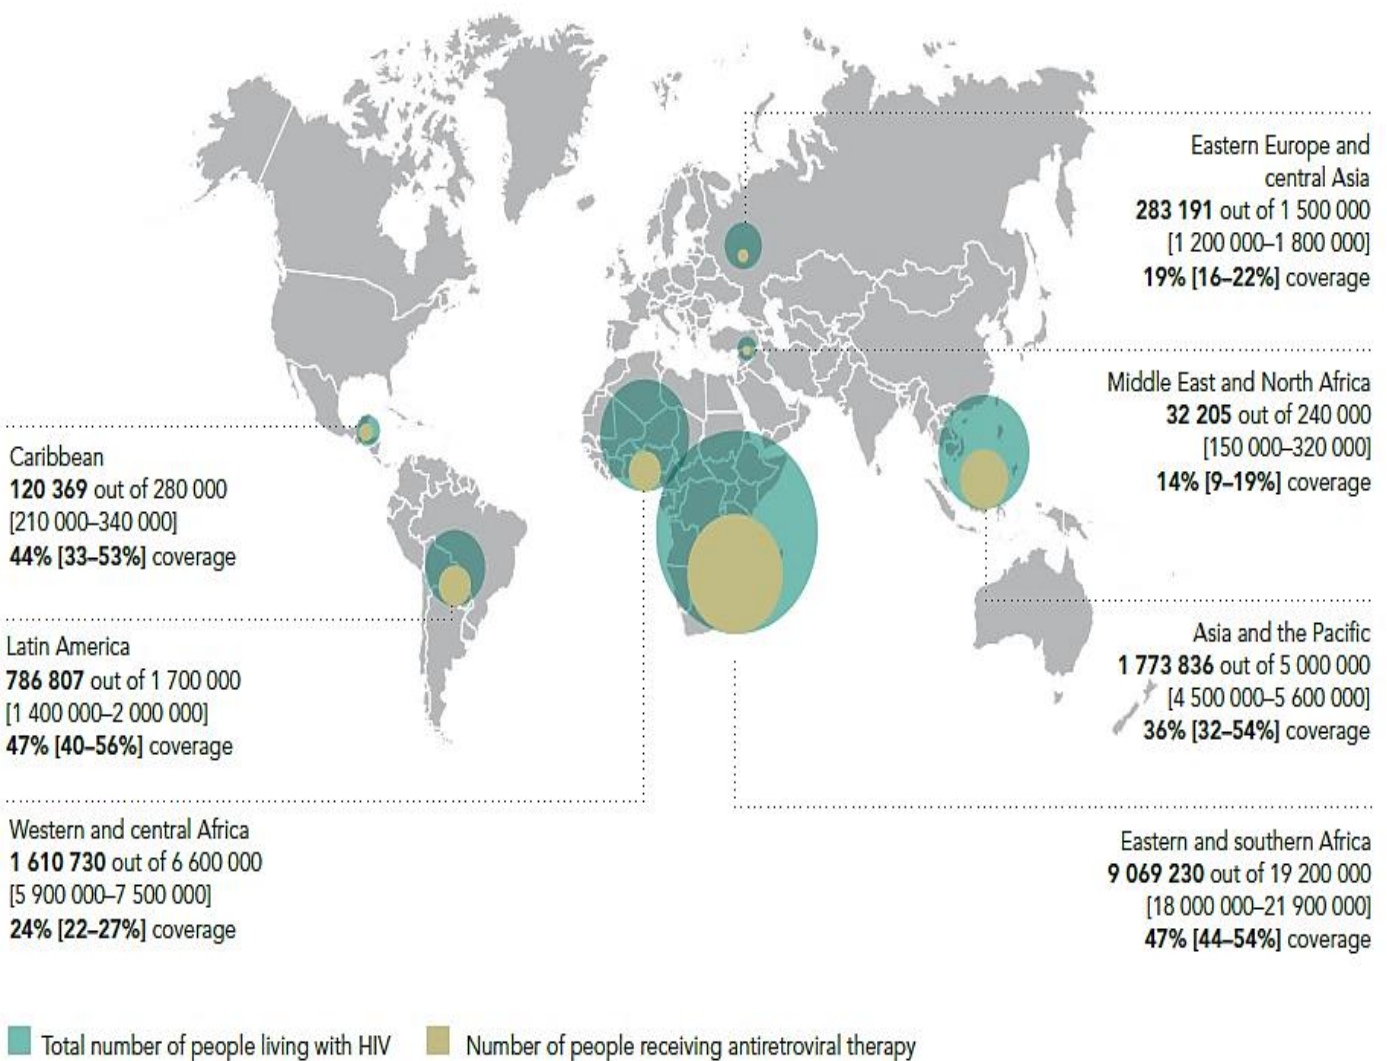 Eastern Europe and
central Asia
283 191 out of 1 500 000
[1 200 000–1 800 000]
19% [16–22%] coverage
Middle East and North Africa
32 205 out of 240 000
[150 000–320 000]
14% [9–19%] coverage
Caribbean
120 369 out of 280 000
[210 000–340 000]
44% [33–53%] coverage
Latin America
786 807 out of 1 700 000
[1 400 000–2 000 000]
47% [40–56%] coverage
Asia and the Pacific
1 773 836 out of 5 000 000
[4 500 000–5 600 000]
36% [32–54%] coverage
Western and central Africa
1 610 730 out of 6 600 000
[5 900 000–7 500 000]
24% [22–27%] coverage
Eastern and southern Africa
9 069 230 out of 19 200 000
[18 000 000–21 900 000]
47% [44–54%] coverage
Total number of people living with HIV
Number of people receiving antiretroviral therapy